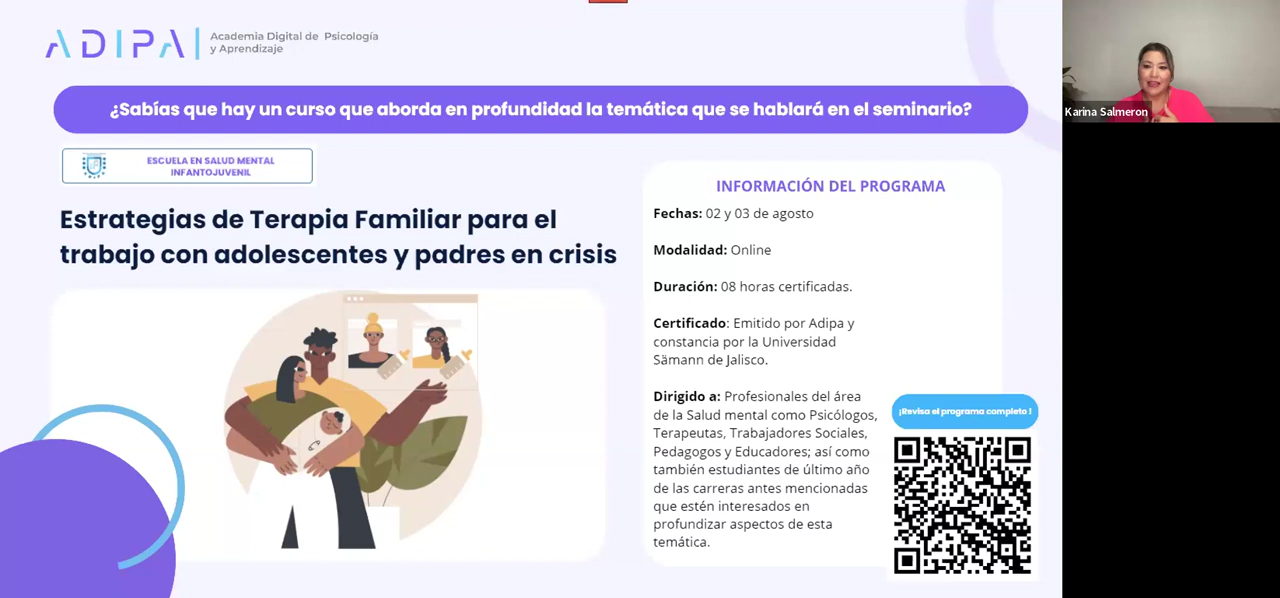 ADIPA
Academia Digital de Psicología
y Aprendizaje
¿Sabías que hay un curso que aborda en profundidad la temática que se hablará en el seminario?
ESCUELA EN SALUD MENTAL
INFANTOJUVENIL
Estrategias de Terapia Familiar para el
trabajo con adolescentes y padres en crisis
INFORMACIÓN DEL PROGRAMA
Fechas: 02 y 03 de agosto
Modalidad: Online
Duración: 08 horas certificadas.
Certificado: Emitido por Adipa y
constancia por la Universidad
Sämann de Jalisco.
Dirigido a: Profesionales del área
de la Salud mental como Psicólogos,
Terapeutas, Trabajadores Sociales,
Pedagogos y Educadores; así como
también estudiantes de último año
de las carreras antes mencionadas
que estén interesados en
profundizar aspectos de esta
temática.
¡Revisa el programa completo !
Karina Salmeron